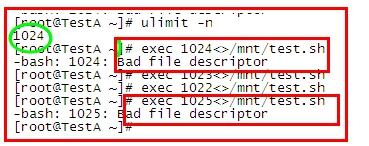 [root@TestA ~]# ulimit -n
1024
[root@TestA ~]# exec 1024<>/mnt/test.sh
-bash: 1024: Bad file descriptor
[root@TestA ~]# exec 1023<>/mnt/test.sh
[root@TestA ~]# exec 1022<>/mnt/test.sh
[root@TestA ~]# exec 1025<>/mnt/test.sh
-bash: 1025: Bad file descriptor
[root@TestA ~]#